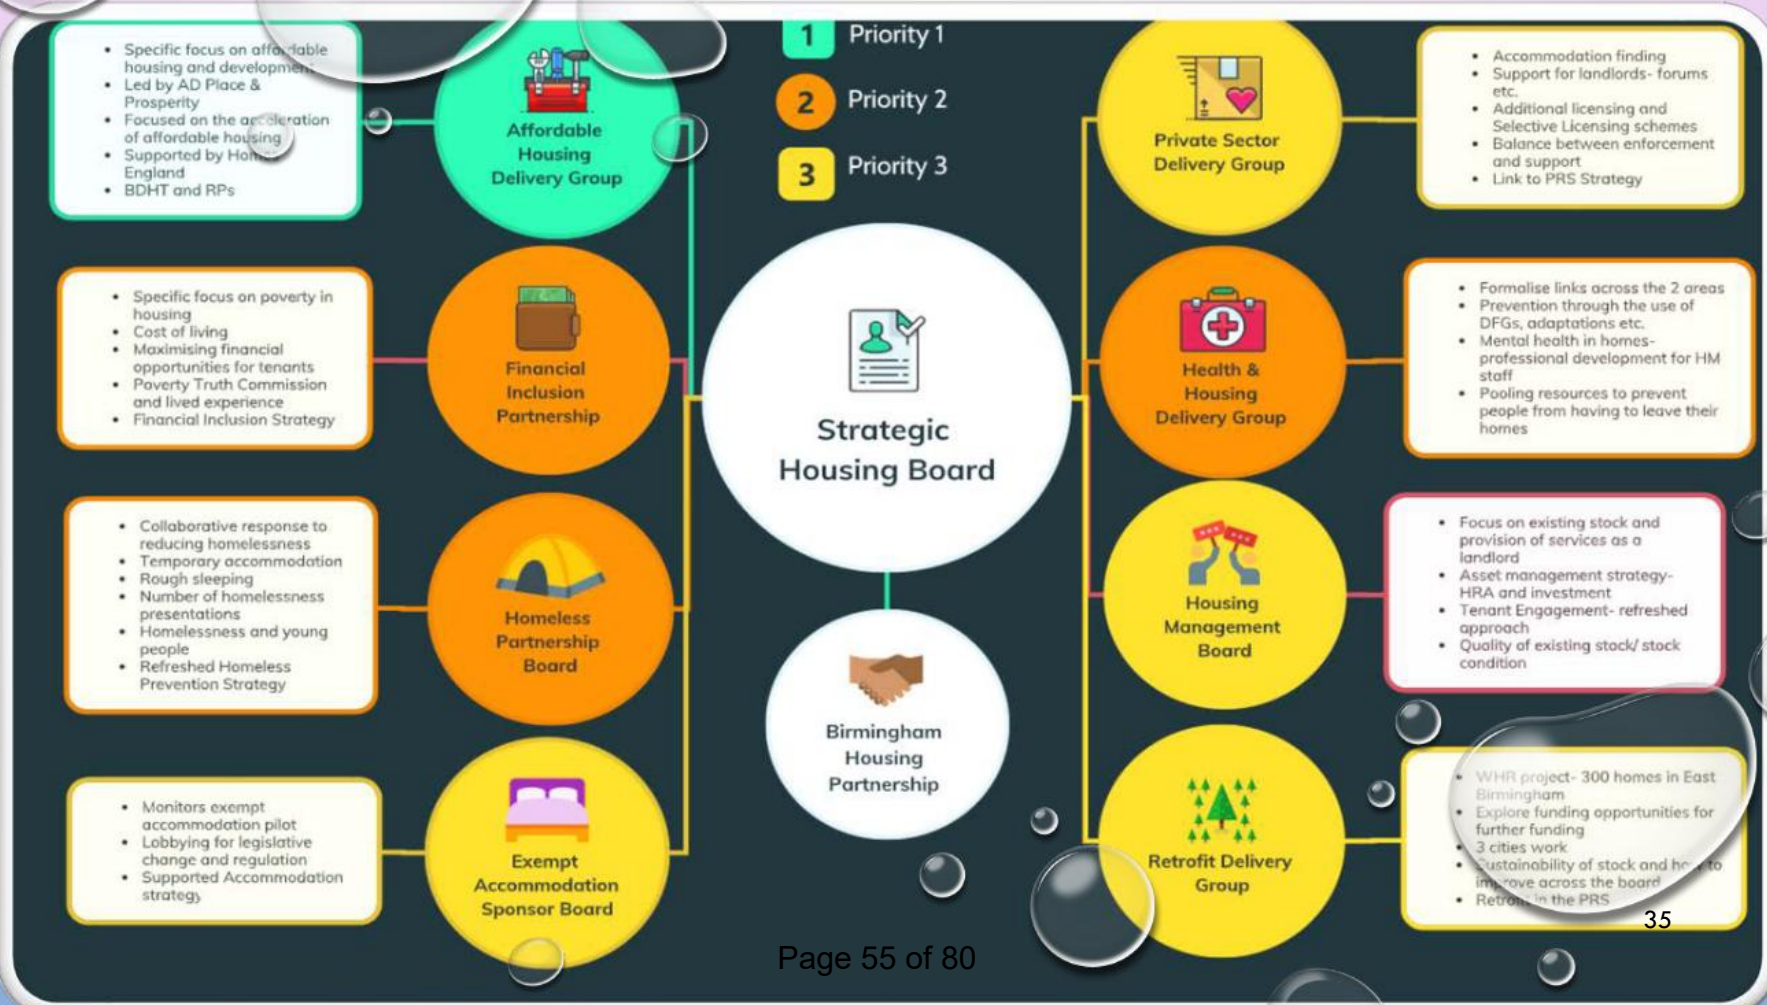 • Specific focus on affordable
housing and development
• Led by AD Place &
Prosperity
• Focused on the acceleration
of affordable housing
• Supported by Homes
England
• BDHT and RPs
Affordable
Housing
Delivery Group
1 Priority 1
2 Priority 2
3 Priority 3
Private Sector
Delivery Group
• Accommodation finding
• Support for landlords- forums
etc.
• Additional licensing and
Selective Licensing schemes
• Balance between enforcement
and support
• Link to PRS Strategy
• Specific focus on poverty in
housing
• Cost of living
• Maximising financial
opportunities for tenants
• Poverty Truth Commission
and lived experience
• Financial Inclusion Strategy
Financial
Inclusion
Partnership
Strategic
Housing Board
Health &
Housing
Delivery Group
• Formalise links across the 2 areas
• Prevention through the use of
DFGs, adaptations etc.
• Mental health in homes-
professional development for HM
staff
• Pooling resources to prevent
people from having to leave their
homes
• Collaborative response to
reducing homelessness
• Temporary accommodation
• Rough sleeping
• Number of homelessness
presentations
• Homelessness and young
people
• Refreshed Homeless
Prevention Strategy
Homeless
Partnership
Board
Birmingham
Housing
Partnership
Housing
Management
Board
• Focus on existing stock and
provision of services as a
landlord
• Asset management strategy-
HRA and investment
• Tenant Engagement- refreshed
approach
• Quality of existing stock/ stock
condition
• Monitors exempt
accommodation pilot
• Lobbying for legislative
change and regulation
• Supported Accommodation
strategy
Exempt
Accommodation
Sponsor Board
Retrofit Delivery
Group
• WHR project- 300 homes in East
Birmingham
• Explore funding opportunities for
further funding
• 3 cities work
• Sustainability of stock and how to
improve across the board
• Retrofit in the PRS
35
Page 55 of 80